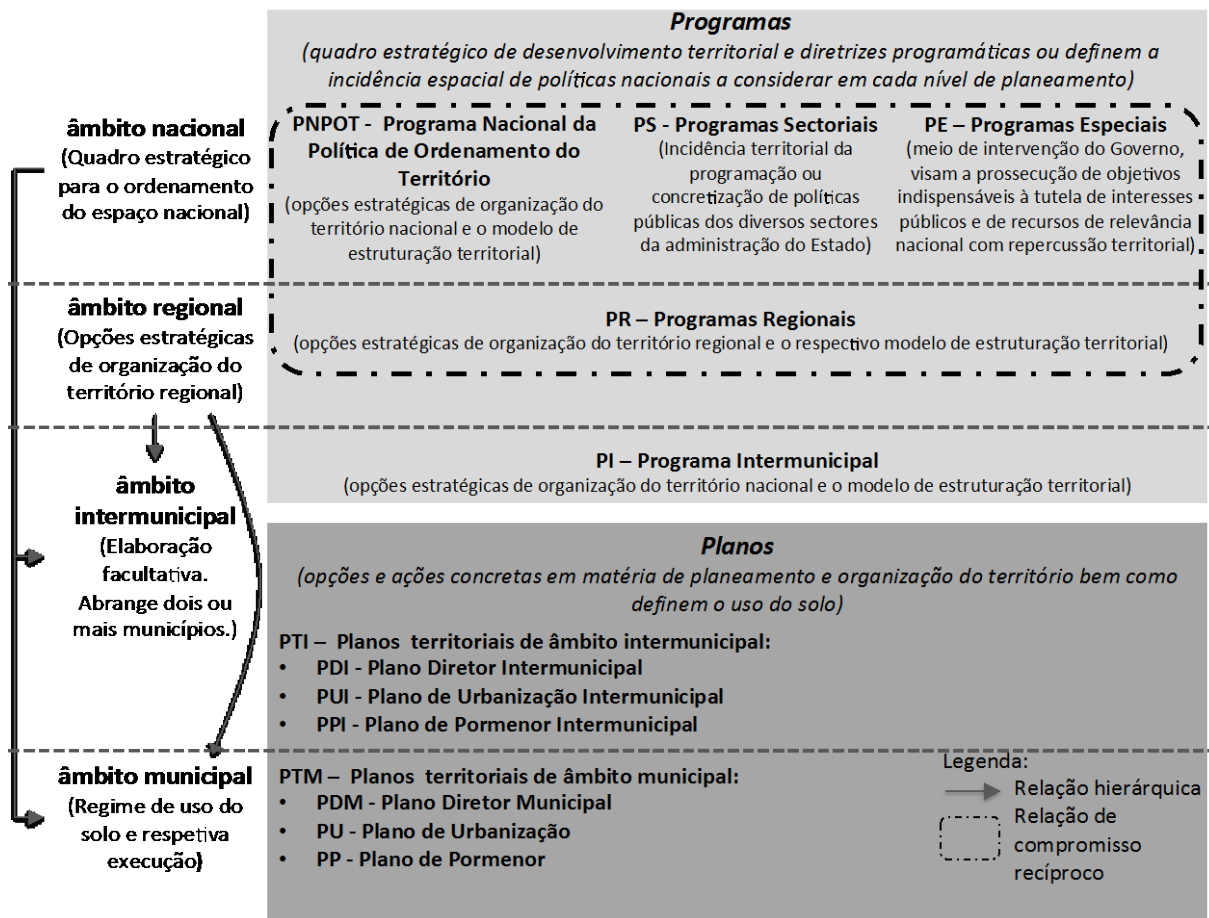 Programas
(quadro estratégico de desenvolvimento territorial e diretrizes programáticas ou definem a
incidência espacial de políticas nacionais a considerar em cada nível de planeamento)
âmbito nacional
(Quadro estratégico
para o ordenamento
do espaço nacional)
PNPOT - Programa Nacional da
Política de Ordenamento do
Território
(opções estratégicas de organização do
território nacional e o modelo de
estruturação territorial)
PS - Programas Sectoriais
(Incidência territorial da
programação ou
concretização de políticas
públicas dos diversos sectores
da administração do Estado)
PE – Programas Especiais
(meio de intervenção do Governo,
visam a prossecução de objetivos
indispensáveis à tutela de interesses
públicos e de recursos de relevância
nacional com repercussão territorial)
âmbito regional
(Opções estratégicas
de organização do
território regional)
PR – Programas Regionais
(opções estratégicas de organização do território regional e o respectivo modelo de estruturação territorial)
PI – Programa Intermunicipal
(opções estratégicas de organização do território nacional e o modelo de estruturação territorial)
âmbito
intermunicipal
(Elaboração
facultativa.
Abrange dois ou
mais municípios.)
Planos
(opções e ações concretas em matéria de planeamento e organização do território bem como
definem o uso do solo)
PTI – Planos territoriais de âmbito intermunicipal:
• PDI - Plano Diretor Intermunicipal
• PUI - Plano de Urbanização Intermunicipal
• PPI - Plano de Pormenor Intermunicipal
âmbito municipal
(Regime de uso do
solo e respetiva
execução)
PTM – Planos territoriais de âmbito municipal:
• PDM - Plano Diretor Municipal
• PU - Plano de Urbanização
• PP - Plano de Pormenor
Legenda:
Relação hierárquica
Relação de
compromisso
recíproco